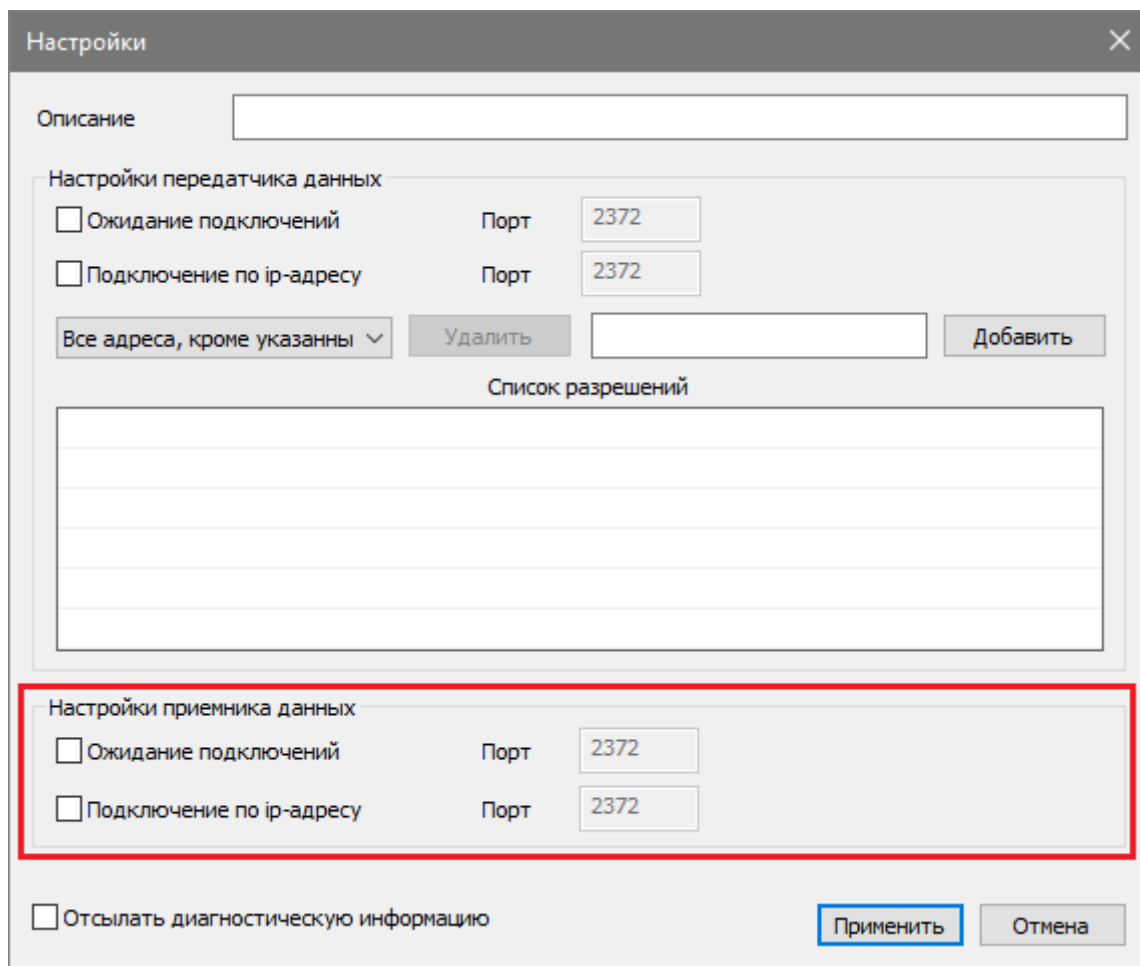 Настройки
Описание
Настройки передатчика данных
Ожидание подключений Порт 2372
Подключение по ip-адресу Порт 2372
Все адреса, кроме указанны Удалить Добавить
Список разрешений
Настройки приемника данных
Ожидание подключений Порт 2372
Подключение по ip-адресу Порт 2372
Отсылать диагностическую информацию Применить Отмена